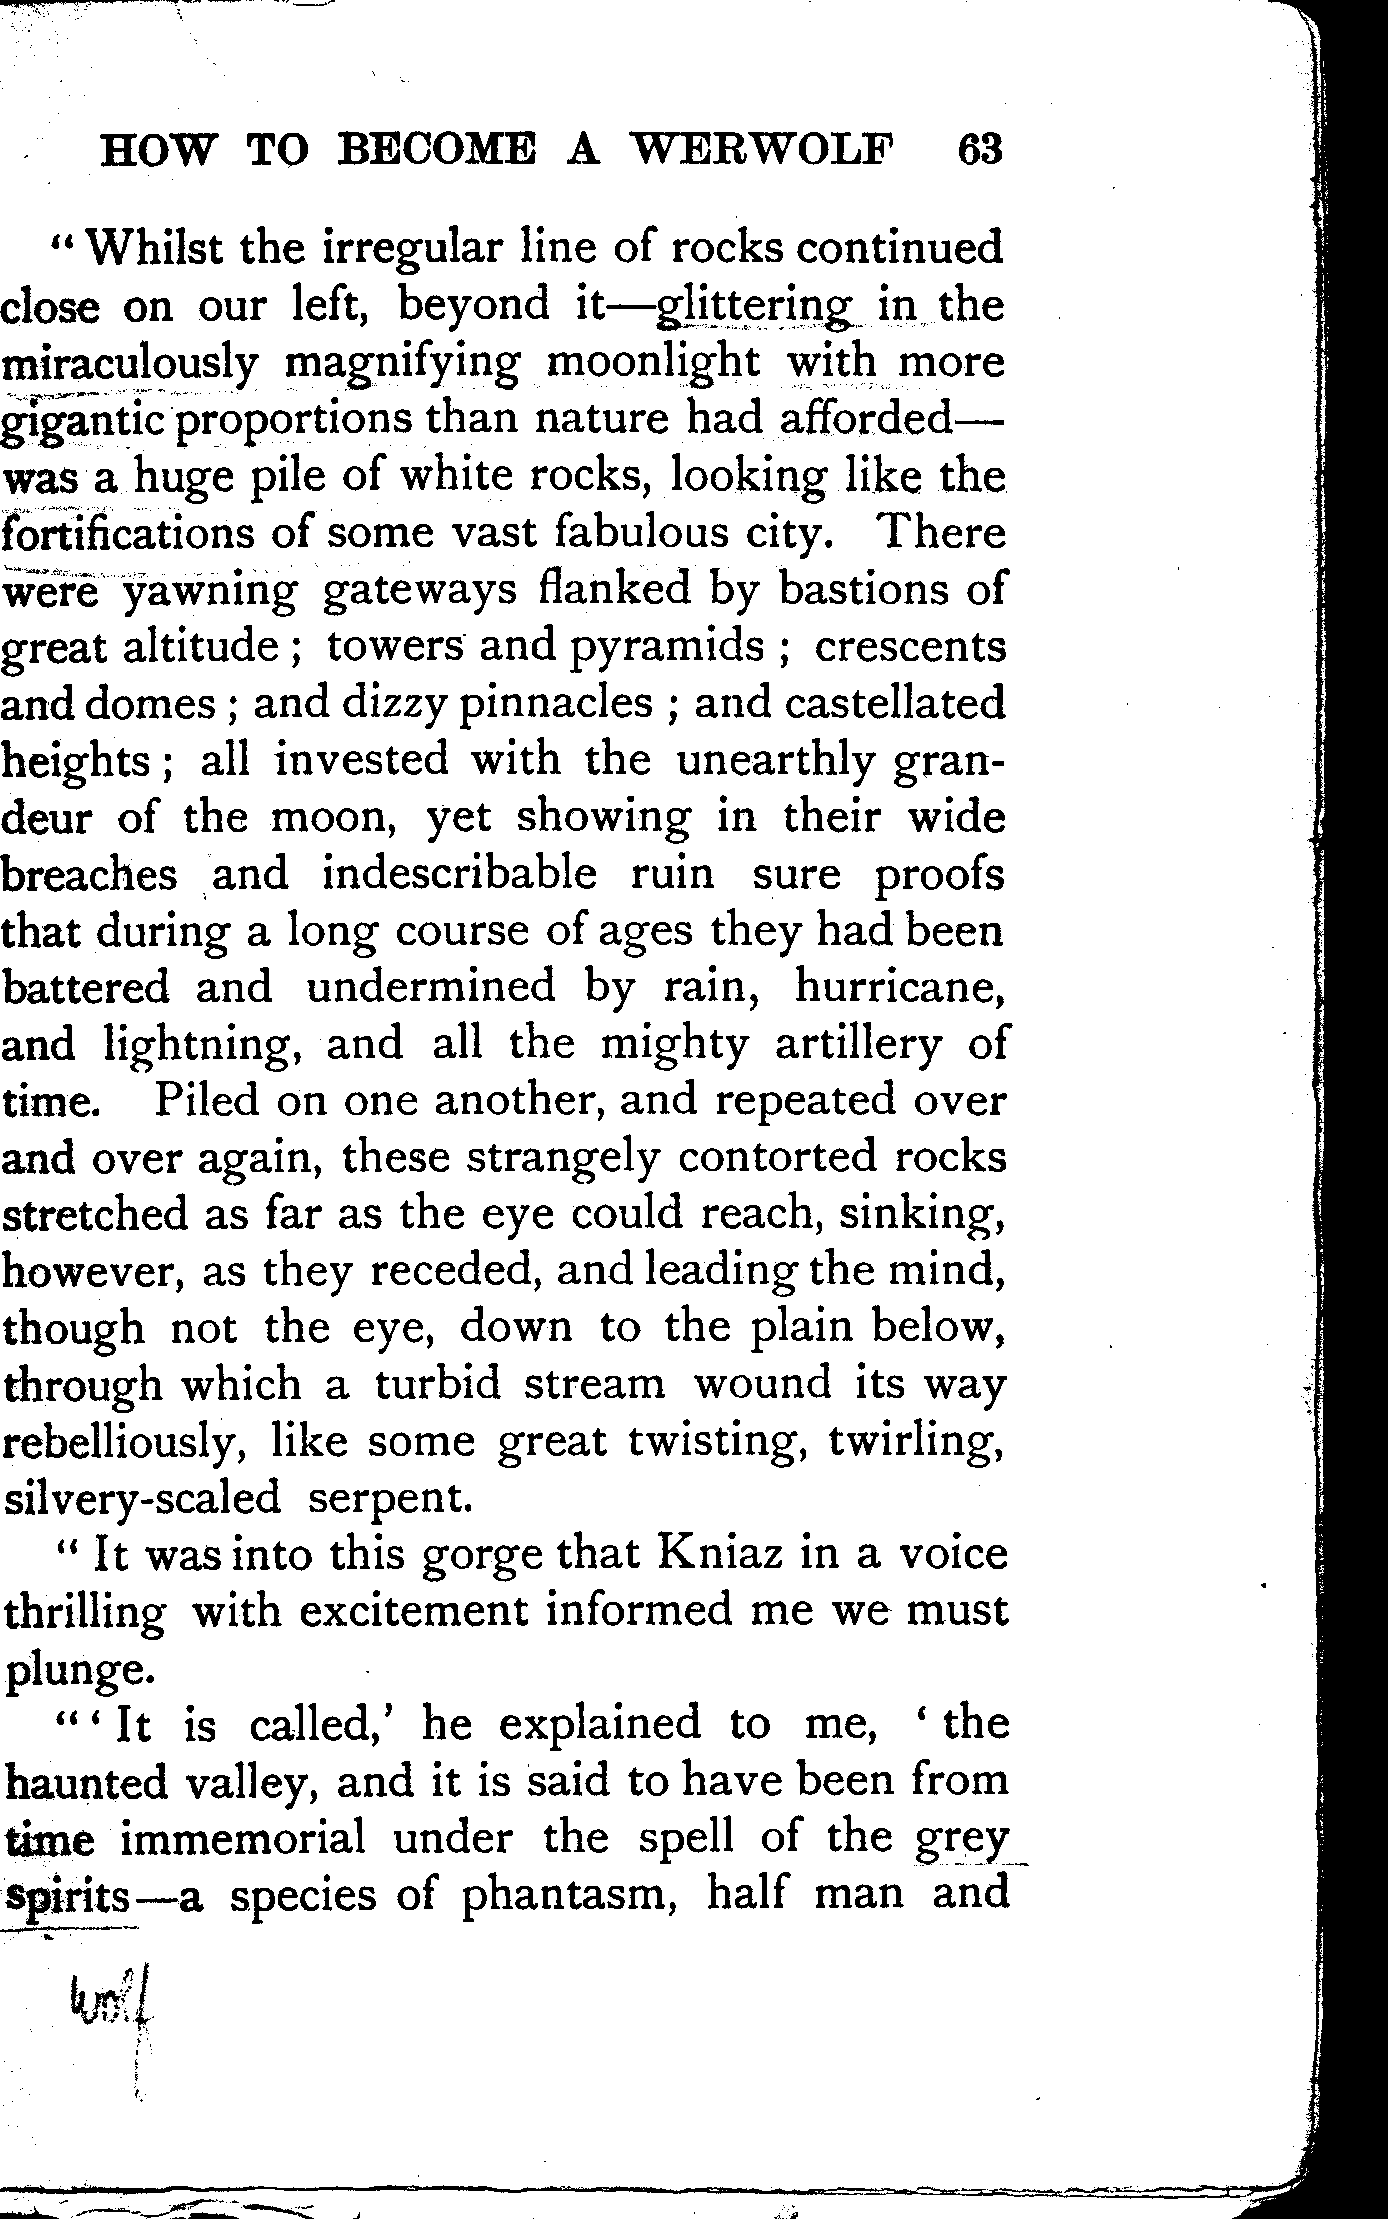 HOW TO BECOME A WERWOLF 63
“ Whilst the irregular line of rocks continued
close on our left, beyond it—glittering in the
miraculously magnifying moonlight with more
gigantic proportions than nature had afforded—
was a huge pile of white rocks, looking like the
fortifications of some vast fabulous city. There
were yawning gateways flanked by bastions of
great altitude ; towers and pyramids ; crescents
and domes ; and dizzy pinnacles ; and castellated
heights ; all invested with the unearthly gran-
deur of the moon, yet showing in their wide
breaches and indescribable ruin sure proofs
that during a long course of ages they had been
battered and undermined by rain, hurricane,
and lightning, and all the mighty artillery of
time. Piled on one another, and repeated over
and over again, these strangely contorted rocks
stretched as far as the eye could reach, sinking,
however, as they receded, and leading the mind,
though not the eye, down to the plain below,
through which a turbid stream wound its way
rebelliously, like some great twisting, twirling,
silvery-scaled serpent.
“ It was into this gorge that Kniaz in a voice
thrilling with excitement informed me we must
plunge.
“ ‘ It is called,’ he explained to me, ‘ the
haunted valley, and it is said to have been from
time immemorial under the spell of the grey
spirits—a species of phantasm, half man and
wolf